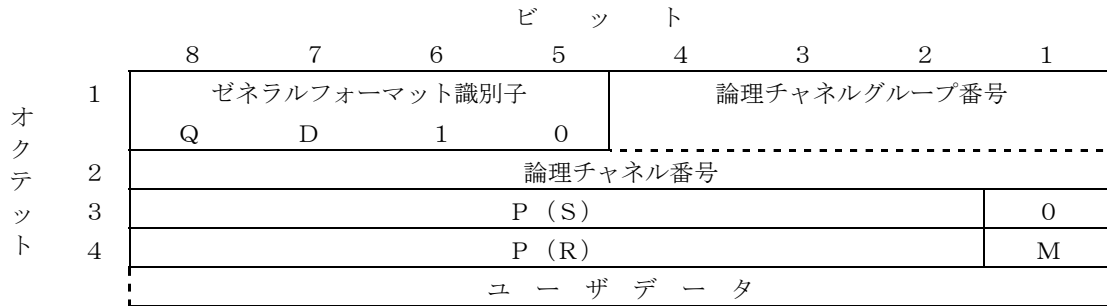 ビット
8 7 6 5 4 3 2 1
オクテット
1 ゼネラルフォーマット識別子 論理チャネルグループ番号
Q D 1 0
2 論理チャネル番号
3 P(S) 0
4 P(R) M
ユーザデータ